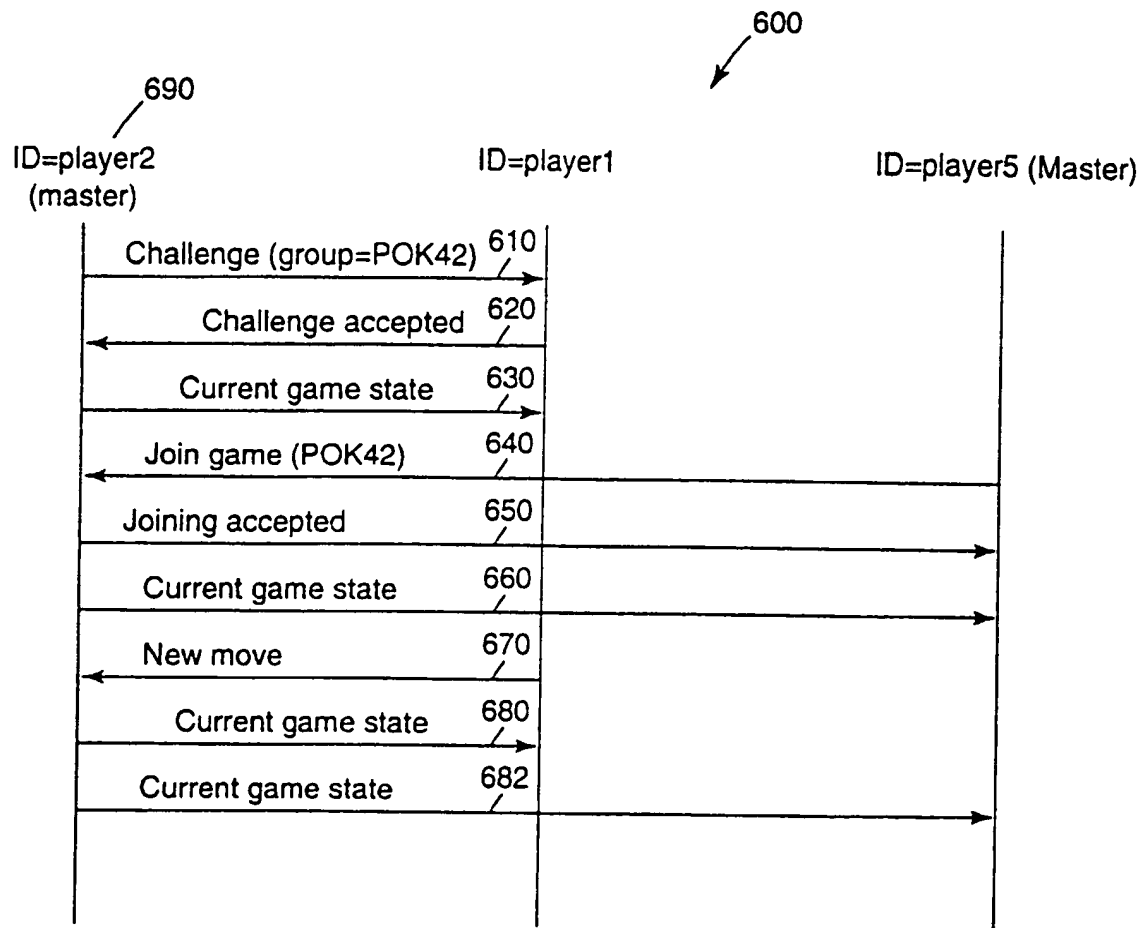 600
690
ID=player2
(master)
ID=player1
ID=player5 (Master)
Challenge (group=POK42) 610
Challenge accepted 620
Current game state 630
Join game (POK42) 640
Joining accepted 650
Current game state 660
New move 670
Current game state 680
Current game state 682